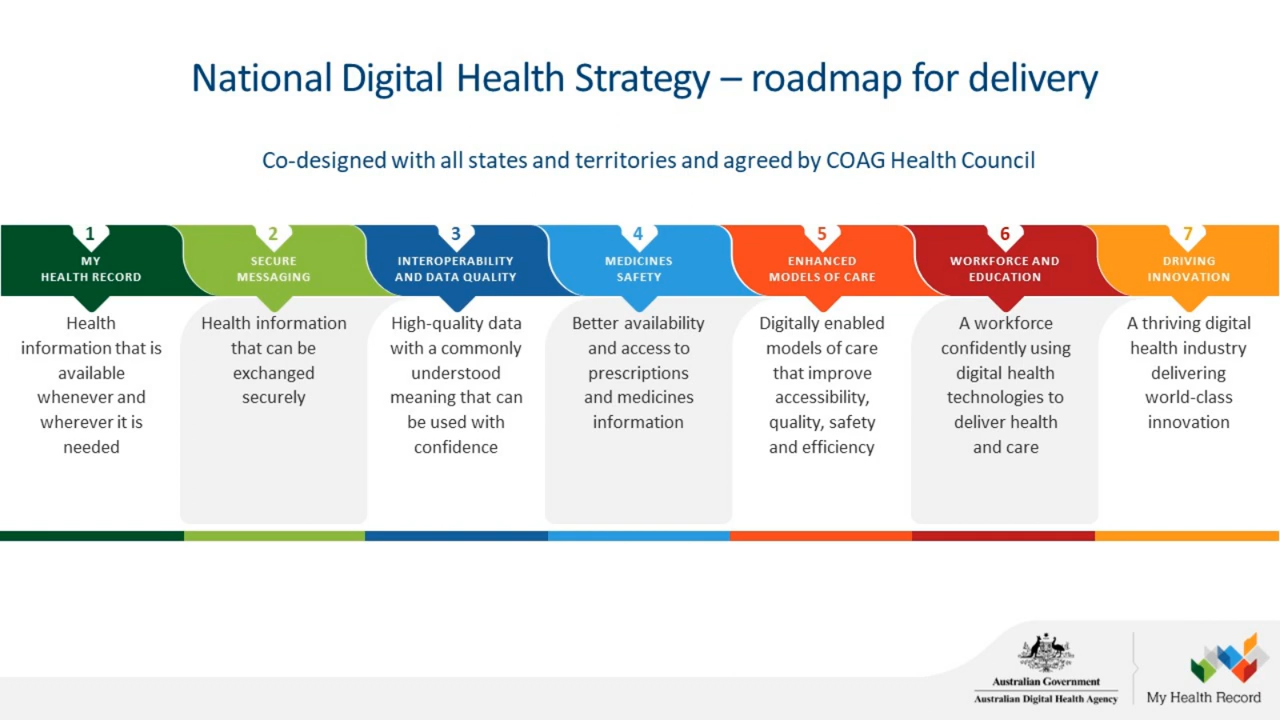 National Digital Health Strategy – roadmap for delivery
Co-designed with all states and territories and agreed by COAG Health Council
1
MY
HEALTH RECORD
Health
information that is
available
whenever and
wherever it is
needed
2
SECURE
MESSAGING
Health information
that can be
exchanged
securely
3
INTEROPERABILITY
AND DATA QUALITY
High-quality data
with a commonly
understood
meaning that can
be used with
confidence
4
MEDICINES
SAFETY
Better availability
and access to
prescriptions
and medicines
information
5
ENHANCED
MODELS OF CARE
Digitally enabled
models of care
that improve
accessibility,
quality, safety
and efficiency
6
WORKFORCE AND
EDUCATION
A workforce
confidently using
digital health
technologies to
deliver health
and care
7
DRIVING
INNOVATION
A thriving digital
health industry
delivering
world-class
innovation
Australian Government
Australian Digital Health Agency
My Health Record